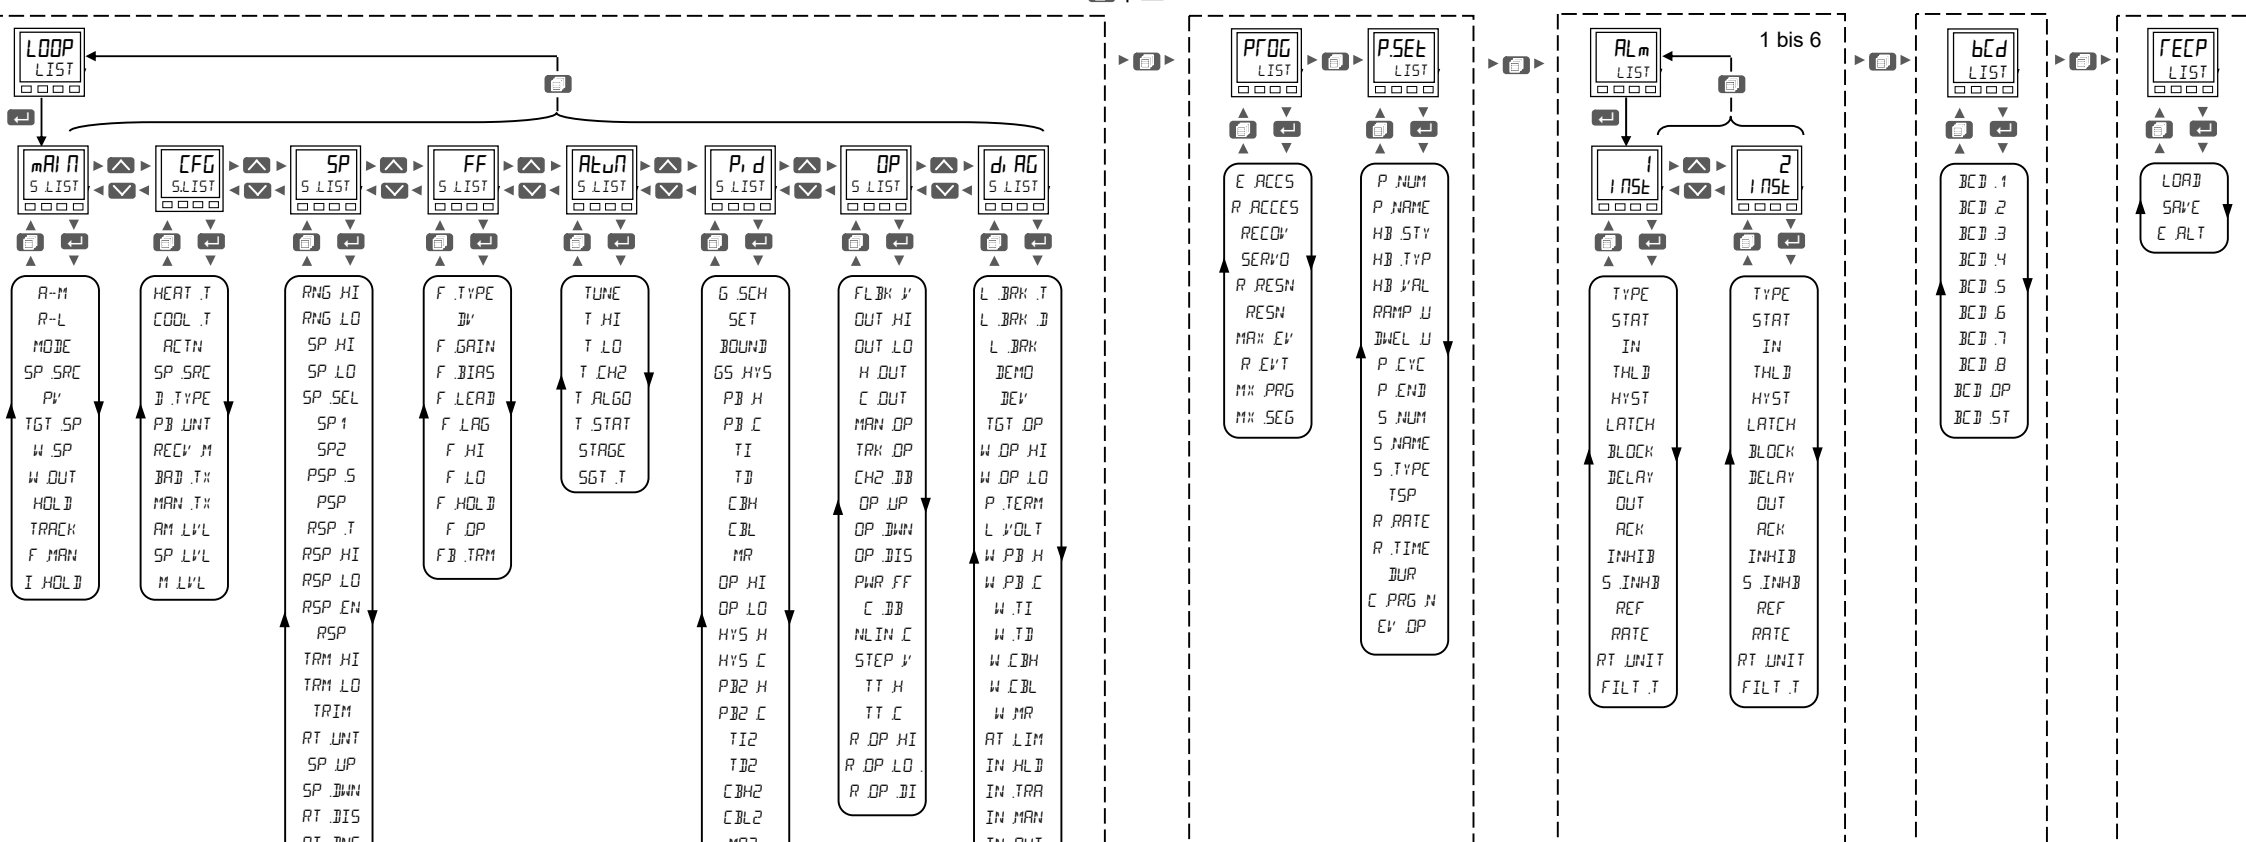 LOOP
LIST
mAIN
S.LIST
A-M
R-L
MODE
SP.SRC
PV
TGT.SP
W.SP
W.OUT
HOLD
TRACK
F.MAN
I.HOLD
CFG
S.LIST
HEAT.T
COOL.T
ACTN
SP.SRC
D.TYPE
PB.UNT
RECV.M
BAD.TX
MAN.TX
AM.LVL
SP.LVL
M.LVL
SP
S.LIST
RNG.HI
RNG.LO
SP.HI
SP.LO
SP.SEL
SP1
SP2
PSP.S
PSP
RSP.T
RSP.HI
RSP.LO
RSP.EN
RSP
TRM.HI
TRM.LO
TRIM
RT.UNT
SP.UP
SP.DWN
RT.DIS
FF
S.LIST
F.TYPE
DV
F.GAIN
F.BIAS
F.LEAD
F.LAG
F.HI
F.LO
F.HOLD
F.OP
FB.TRM
AtuN
S.LIST
TUNE
T.HI
T.LO
T.CH2
T.ALGO
T.STAT
STAGE
SGT.T
Pid
S.LIST
G.SCH
SET
BOUND
GS.HYS
PB.H
PB.C
TI
TD
CBH
CBL
MR
OP.HI
OP.LO
HYS.H
HYS.C
PB2.H
PB2.C
TI2
TD2
CBH2
CBL2
OP
S.LIST
FLBK.V
OUT.HI
OUT.LO
H.OUT
C.OUT
MAN.OP
TRK.OP
CH2.DB
OP.UP
OP.DWN
OP.DIS
PWR.FF
C.DB
NLIN.C
STEP.V
TT.H
TT.C
R.OP.HI
R.OP.LO.
R.OP.DI
diAG
S.LIST
L.BRK.T
L.BRK.D
L.BRK
DEMO
DEV
TGT.OP
W.OP.HI
W.OP.LO
P.TERM
L.VOLT
W.PB.H
W.PB.C
W.TI
W.TD
W.CBH
W.CBL
W.MR
AT.LIM
IN.HLD
IN.TRA
IN.MAN
PrOG
LIST
E.ACCS
R.ACCES
RECOV
SERVO
R.RESN
RESN
MAX.EV
R.EVT
MX.PRG
MX.SEG
P.SEt
LIST
P.NUM
P.NAME
HB.STY
HB.TYP
HB.VAL
RAMP.U
DWEL.U
P.CYC
P.END
S.NUM
S.NAME
S.TYPE
TSP
R.RATE
R.TIME
DUR
C.PRG.N
EV.OP
ALm
LIST
1 bis 6
1
INSt
TYPE
STAT
IN
THLD
HYST
LATCH
BLOCK
DELAY
OUT
ACK
INHIB
S.INHB
REF
RATE
RT.UNIT
FILT.T
2
INSt
TYPE
STAT
IN
THLD
HYST
LATCH
BLOCK
DELAY
OUT
ACK
INHIB
S.INHB
REF
RATE
RT.UNIT
FILT.T
bCd
LIST
BCD.1
BCD.2
BCD.3
BCD.4
BCD.5
BCD.6
BCD.7
BCD.8
BCD.OP
BCD.ST
rECP
LIST
LOAD
SAVE
E.ALT